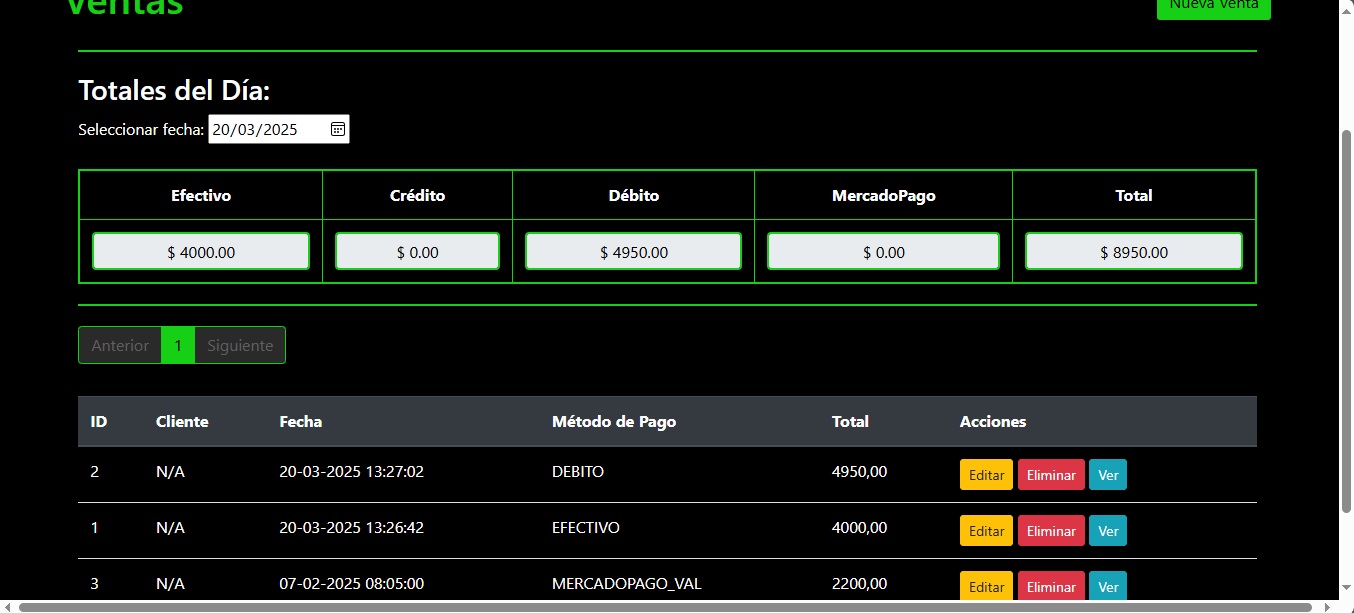 Ventas
Nueva Venta
Totales del Día:
Seleccionar fecha: 20/03/2025
Efectivo Crédito Débito MercadoPago Total
$ 4000.00 $ 0.00 $ 4950.00 $ 0.00 $ 8950.00
Anterior 1 Siguiente
ID Cliente Fecha Método de Pago Total Acciones
2 N/A 20-03-2025 13:27:02 DEBITO 4950,00 Editar Eliminar Ver
1 N/A 20-03-2025 13:26:42 EFECTIVO 4000,00 Editar Eliminar Ver
3 N/A 07-02-2025 08:05:00 MERCADOPAGO_VAL 2200,00 Editar Eliminar Ver